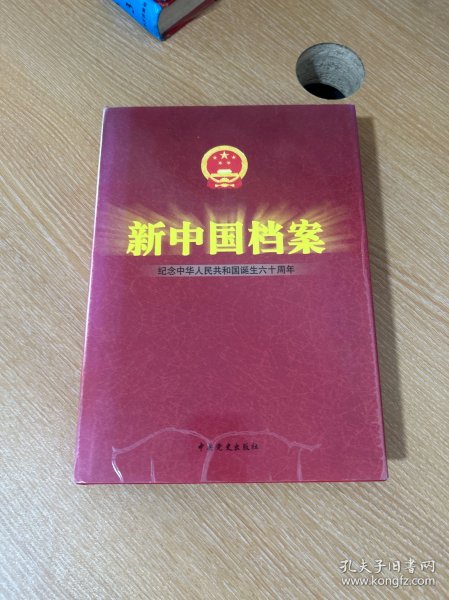 新中国档案
纪念中华人民共和国诞生六十周年
中共党史出版社
孔夫子旧书网
www.kongfz.com